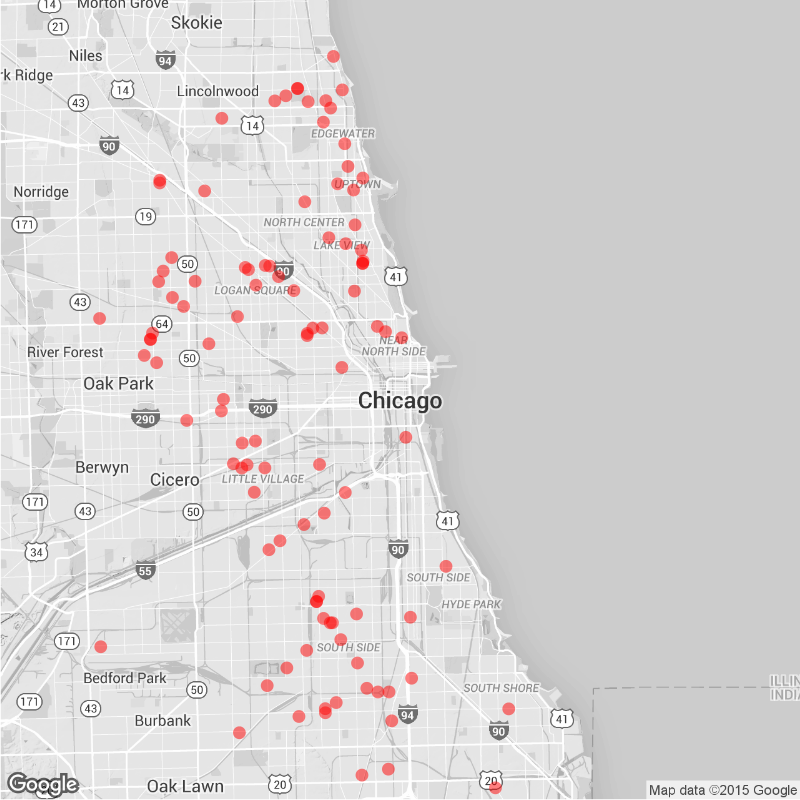 14
Morton Grove
21
Skokie
Niles
94
rk Ridge
14
Lincolnwood
43
14
EDGEWATER
90
Norridge
UPTOWN
19
171
NORTH CENTER
LAKE VIEW
50
90
41
LOGAN SQUARE
43
64
NEAR
NORTH SIDE
River Forest
50
Oak Park
Chicago
290
290
Berwyn
Cicero
LITTLE VILLAGE
171
43
50
41
34
90
55
SOUTH SIDE
HYDE PARK
171
SOUTH SIDE
Bedford Park
ILLIN
INDIA
50
SOUTH SHORE
171
43
94
Burbank
41
90
Google
Oak Lawn
20
20
Map data ©2015 Google